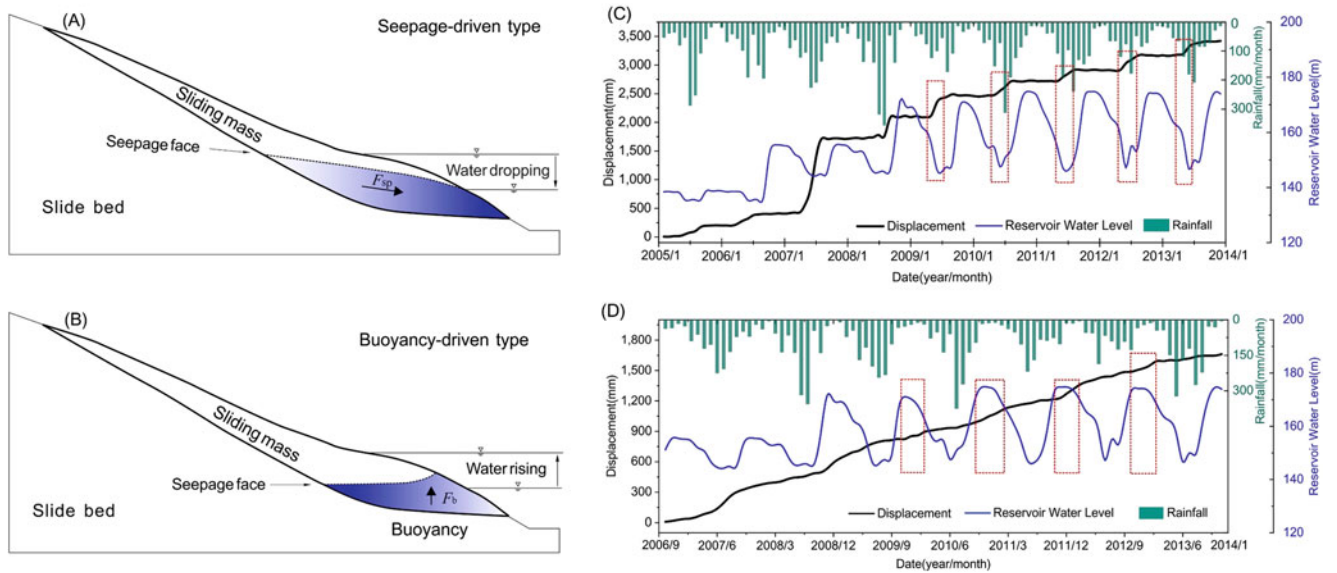 (A)
Seepage-driven type
Sliding mass
Seepage face
Water dropping
Fsp
Slide bed
(B)
Buoyancy-driven type
Sliding mass
Water rising
Seepage face
Fb
Slide bed
Buoyancy
(C)
3,500
3,000
2,500
2,000
1,500
1,000
500
0
Displacement(mm)
0
100
200
300
Rainfall(mm/month)
200
180
160
140
120
Reservoir Water Level(m)
Displacement
Reservoir Water Level
Rainfall
2005/1 2006/1 2007/1 2008/1 2009/1 2010/1 2011/1 2012/1 2013/1 2014/1
Date(year/month)
(D)
1,800
1,500
1,200
900
600
300
0
Displacement(mm)
0
150
300
Rainfall(mm/month)
200
180
160
140
120
Reservoir Water Level(m)
Displacement
Reservoir Water Level
Rainfall
2006/9 2007/6 2008/3 2008/12 2009/9 2010/6 2011/3 2011/12 2012/9 2013/6 2014/1
Date(year/month)